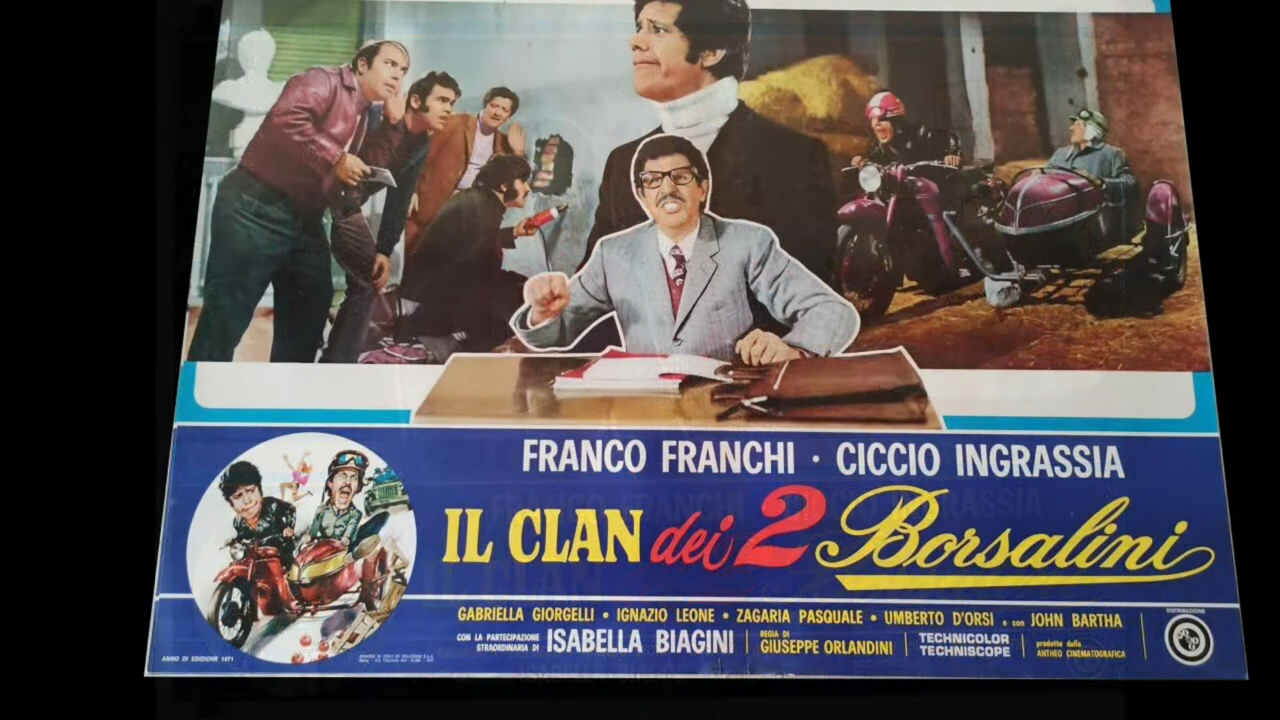 FRANCO FRANCHI · CICCIO INGRASSIA
IL CLAN dei 2 Borsalini
GABRIELLA GIORGELLI • IGNAZIO LEONE • ZAGARIA PASQUALE • UMBERTO D'ORSI e con JOHN BARTHA
CON LA PARTECIPAZIONE
STRAORDINARIA DI ISABELLA BIAGINI
REGIA DI
GIUSEPPE ORLANDINI
TECHNICOLOR
TECHNISCOPE
prodotto dalla
ANTHEO CINEMATOGRAFICA
DISTRIBUZIONE
ANNO DI EDIZIONE 1971